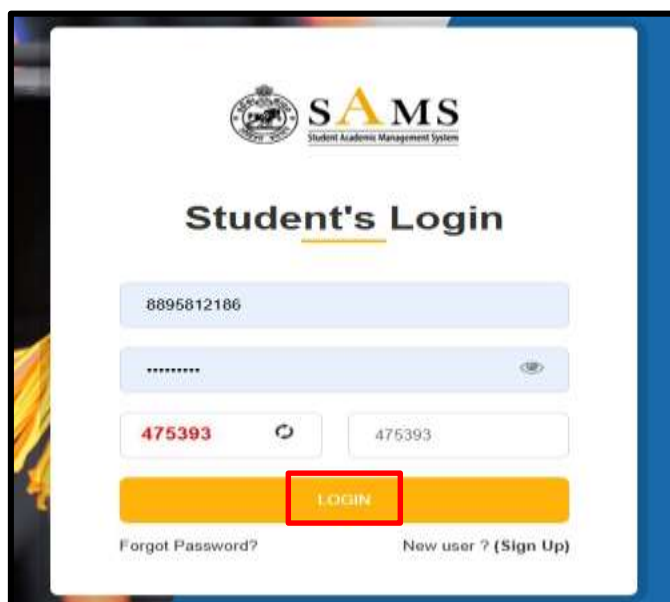 SAMS
Student Academic Management System
Student's Login
8895812186
•••••••••
475393 475393
LOGIN
Forgot Password? New user ? (Sign Up)